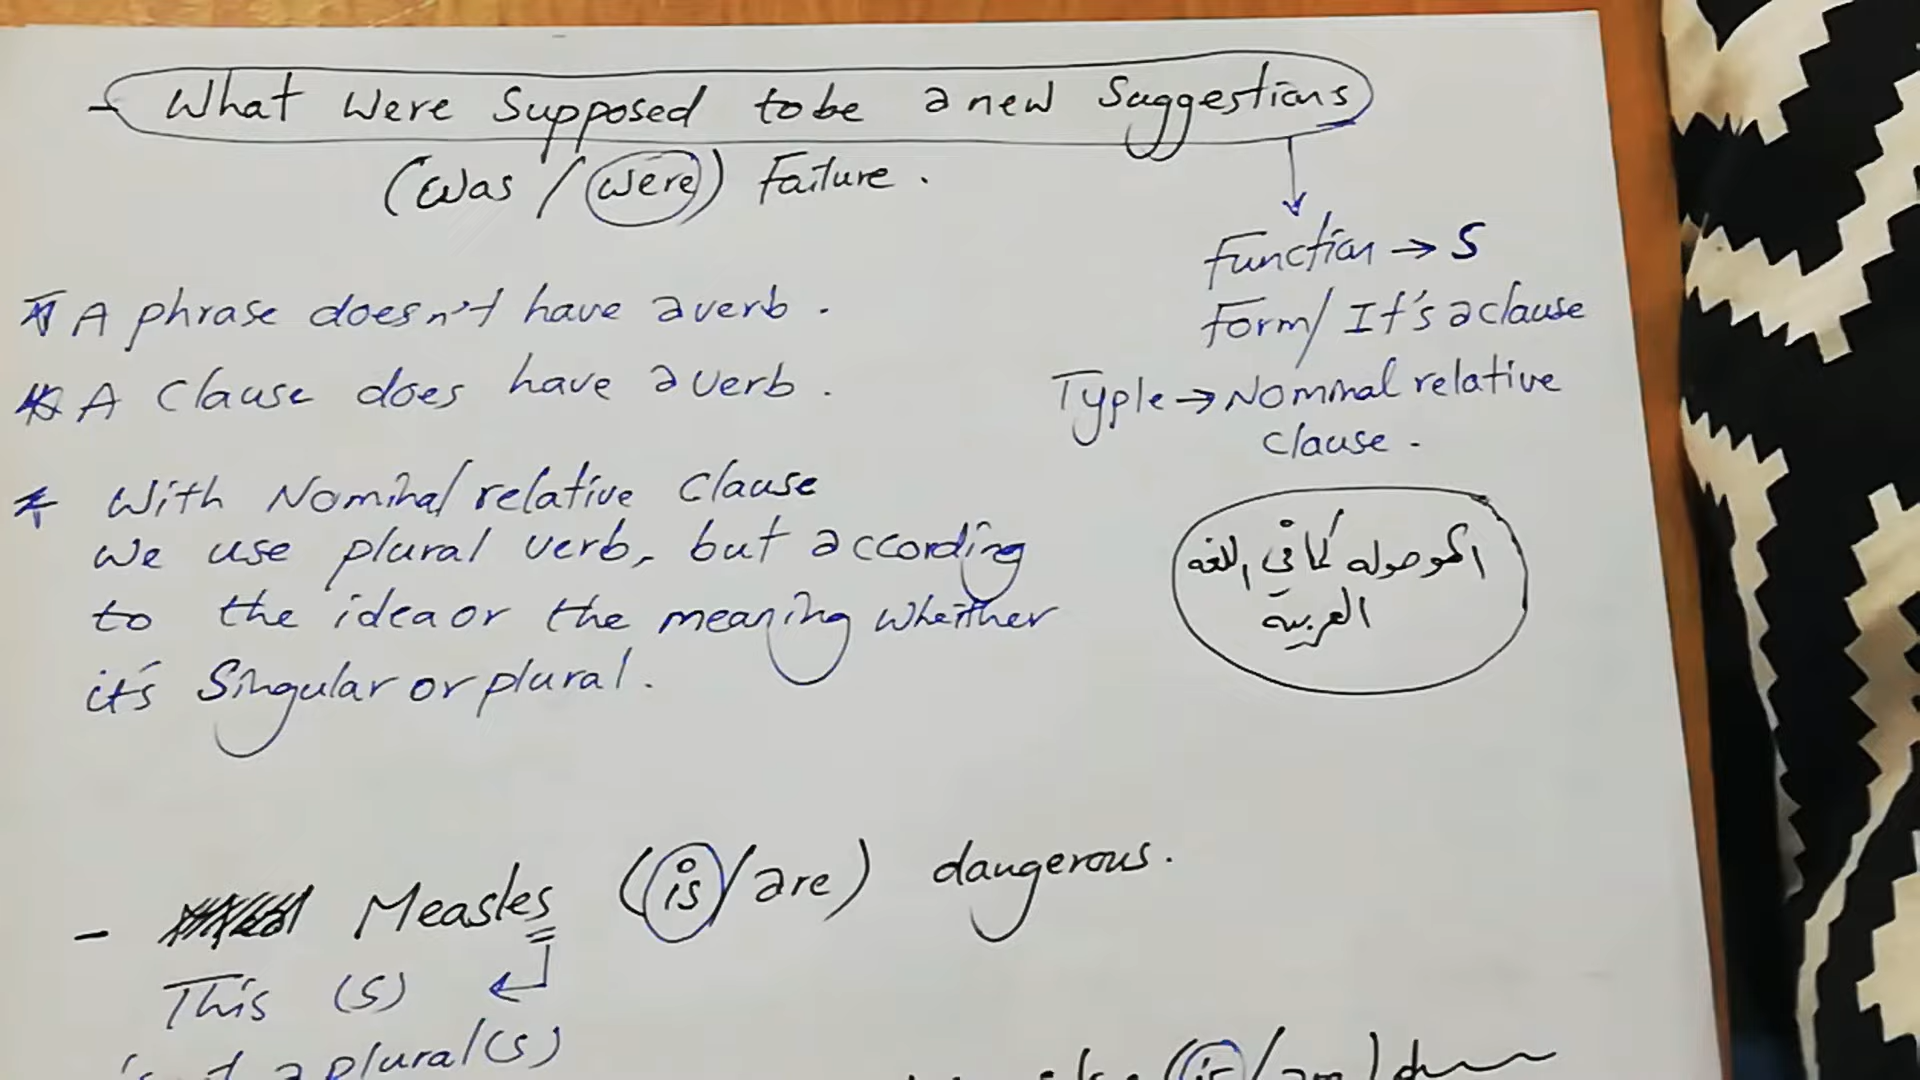 - What were supposed to be a new suggestions
(was / were) failure.
Function → S
Form / It's a clause
Typle → Nominal relative
clause.
* A phrase doesn't have a verb.
* A clause does have a verb.
* with Nominal relative clause
we use plural verb, but according
to the idea or the meaning wheither
it's singular or plural.
الموصوله كما في اللغه
العربيه
- Measles (is / are) dangerous.
This (s)
a plural (s)
(is / are)